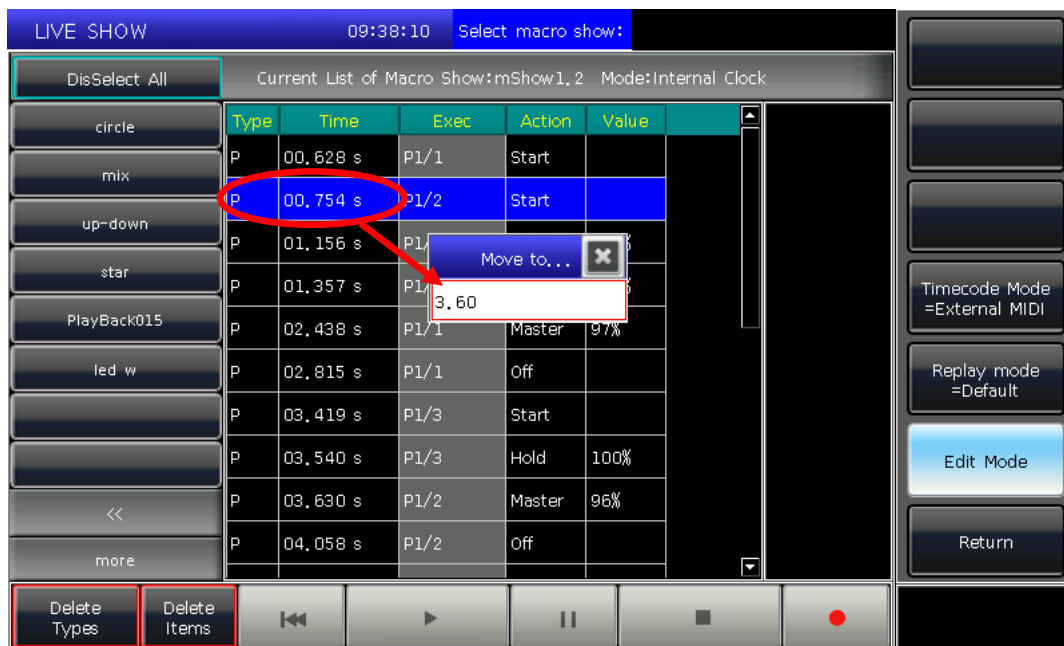 LIVE SHOW 09:38:10 Select macro show:
DisSelect All Current List of Macro Show:mShow1.2 Mode:Internal Clock
circle
mix
up-down
star
PlayBack015
led w
<<
more
Type Time Exec Action Value
P 00.628 s P1/1 Start
P 00.754 s P1/2 Start
P 01.156 s P1/
P 01.357 s P1/
P 02.438 s P1/1 Master 97%
P 02.815 s P1/1 Off
P 03.419 s P1/3 Start
P 03.540 s P1/3 Hold 100%
P 03.630 s P1/2 Master 96%
P 04.058 s P1/2 Off
Move to...
3.60
Timecode Mode
=External MIDI
Replay mode
=Default
Edit Mode
Return
Delete
Types
Delete
Items